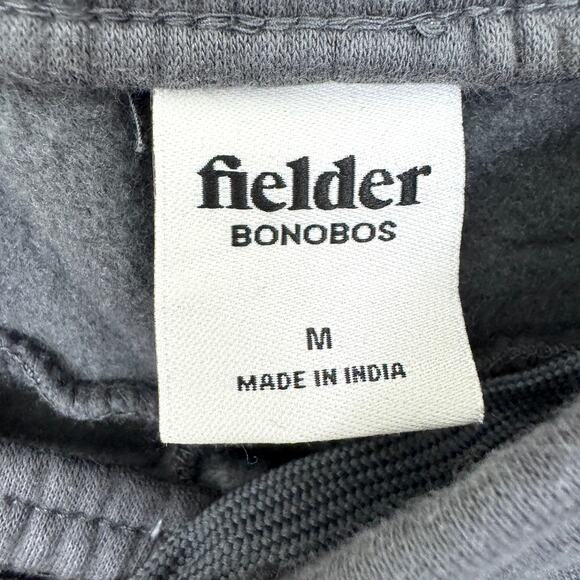 fielder
BONOBOS
M
MADE IN INDIA